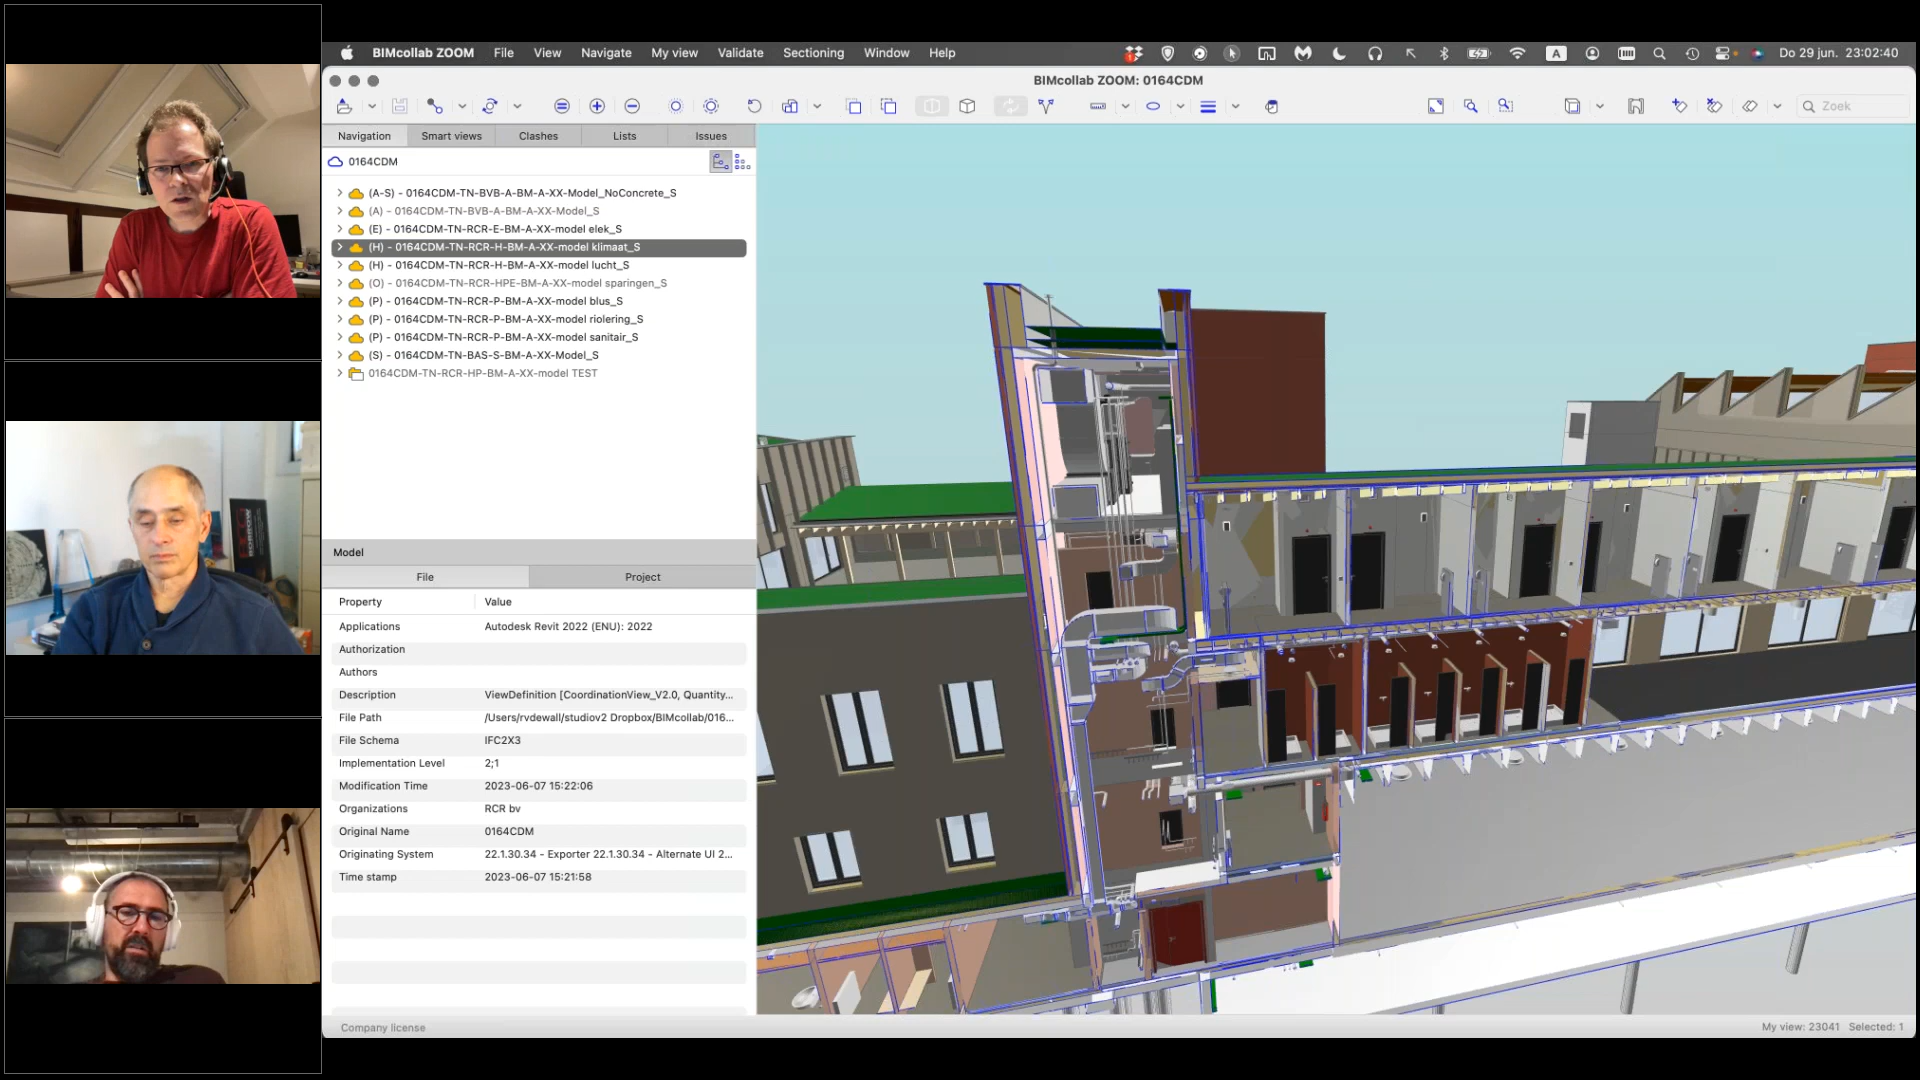 BIMcollab ZOOM File View Navigate My view Validate Sectioning Window Help A Do 29 jun. 23:02:40
BIMcollab ZOOM: 0164CDM
Zoek
Navigation Smart views Clashes Lists Issues
0164CDM
(A-S) - 0164CDM-TN-BVB-A-BM-A-XX-Model_NoConcrete_S
(A) - 0164CDM-TN-BVB-A-BM-A-XX-Model_S
(E) - 0164CDM-TN-RCR-E-BM-A-XX-model elek_S
(H) - 0164CDM-TN-RCR-H-BM-A-XX-model klimaat_S
(H) - 0164CDM-TN-RCR-H-BM-A-XX-model lucht_S
(O) - 0164CDM-TN-RCR-HPE-BM-A-XX-model sparingen_S
(P) - 0164CDM-TN-RCR-P-BM-A-XX-model blus_S
(P) - 0164CDM-TN-RCR-P-BM-A-XX-model riolering_S
(P) - 0164CDM-TN-RCR-P-BM-A-XX-model sanitair_S
(S) - 0164CDM-TN-BAS-S-BM-A-XX-Model_S
0164CDM-TN-RCR-HP-BM-A-XX-model TEST
Model
File Project
Property Value
Applications Autodesk Revit 2022 (ENU): 2022
Authorization
Authors
Description ViewDefinition [CoordinationView_V2.0, Quantity...
File Path /Users/rvdewall/studiov2 Dropbox/BIMcollab/016...
File Schema IFC2X3
Implementation Level 2;1
Modification Time 2023-06-07 15:22:06
Organizations RCR bv
Original Name 0164CDM
Originating System 22.1.30.34 - Exporter 22.1.30.34 - Alternate UI 2...
Time stamp 2023-06-07 15:21:58
Company license My view: 23041 Selected: 1